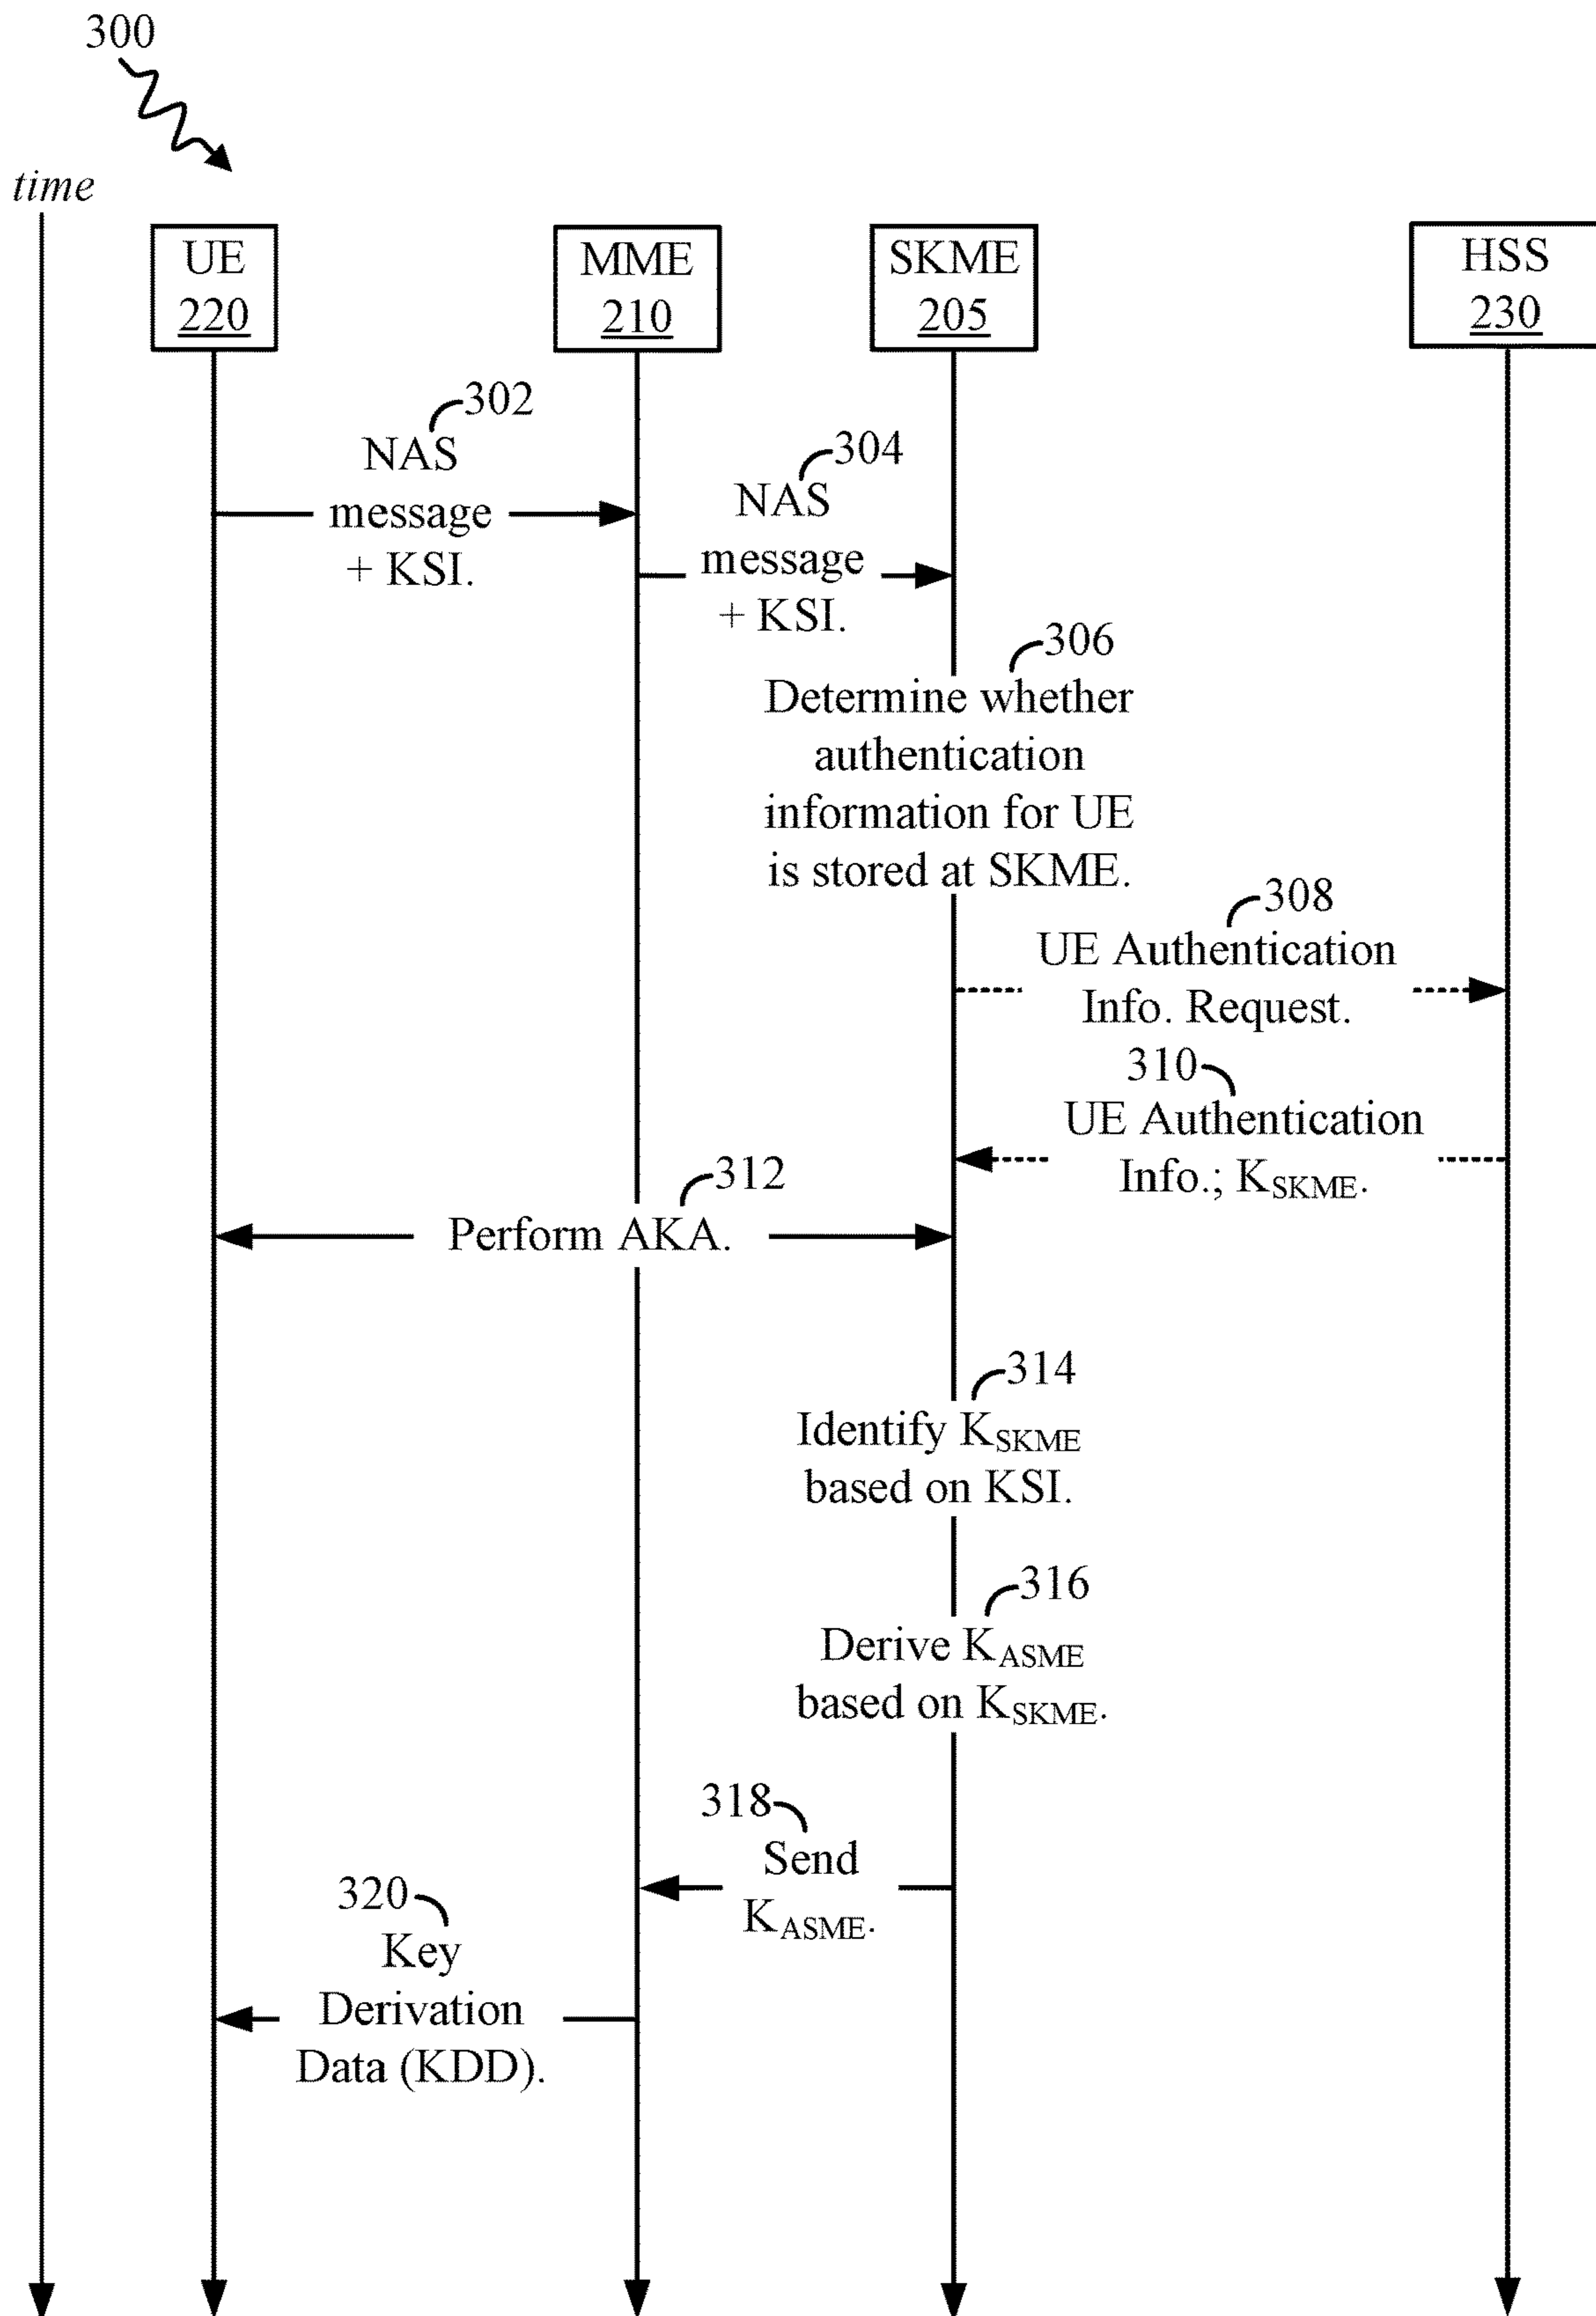 300
time
UE
220
MME
210
SKME
205
HSS
230
302
NAS
message
+ KSI.
304
NAS
message
+ KSI.
306
Determine whether
authentication
information for UE
is stored at SKME.
308
UE Authentication
Info. Request.
310
UE Authentication
Info.; KSKME.
312
Perform AKA.
314
Identify KSKME
based on KSI.
316
Derive KASME
based on KSKME.
318
Send
KASME.
320
Key
Derivation
Data (KDD).